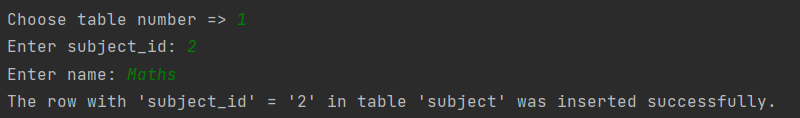 Choose table number => 1
Enter subject_id: 2
Enter name: Maths
The row with 'subject_id' = '2' in table 'subject' was inserted successfully.